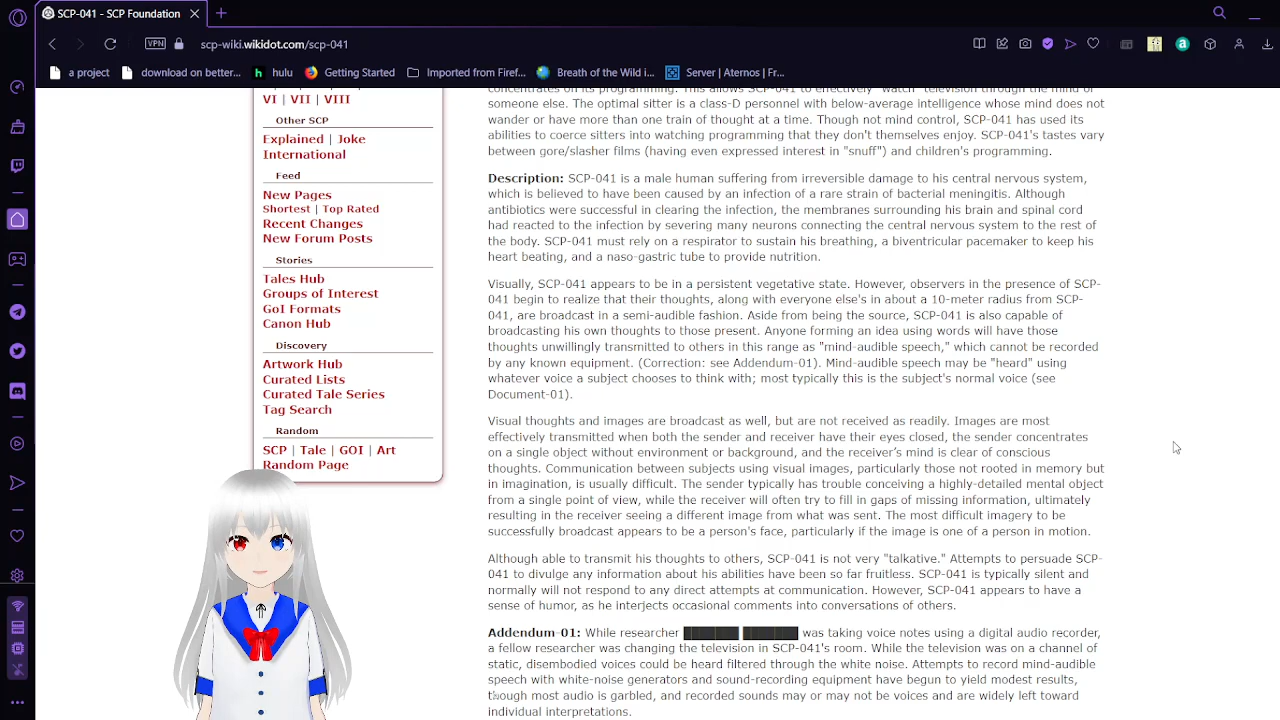 SCP-041 - SCP Foundation
VPN
scp-wiki.wikidot.com/scp-041
a project
download on better...
hulu
Getting Started
Imported from Firef...
Breath of the Wild i...
Server | Aternos | Fr...
VI | VII | VIII
Other SCP
Explained | Joke
International
Feed
New Pages
Shortest | Top Rated
Recent Changes
New Forum Posts
Stories
Tales Hub
Groups of Interest
GoI Formats
Canon Hub
Discovery
Artwork Hub
Curated Lists
Curated Tale Series
Tag Search
Random
SCP | Tale | GOI | Art
Random Page
concentrates on its programming. This allows SCP-041 to effectively "watch" television through the mind of
someone else. The optimal sitter is a class-D personnel with below-average intelligence whose mind does not
wander or have more than one train of thought at a time. Though not mind control, SCP-041 has used its
abilities to coerce sitters into watching programming that they don't themselves enjoy. SCP-041's tastes vary
between gore/slasher films (having even expressed interest in "snuff") and children's programming.
Description: SCP-041 is a male human suffering from irreversible damage to his central nervous system,
which is believed to have been caused by an infection of a rare strain of bacterial meningitis. Although
antibiotics were successful in clearing the infection, the membranes surrounding his brain and spinal cord
had reacted to the infection by severing many neurons connecting the central nervous system to the rest of
the body. SCP-041 must rely on a respirator to sustain his breathing, a biventricular pacemaker to keep his
heart beating, and a naso-gastric tube to provide nutrition.
Visually, SCP-041 appears to be in a persistent vegetative state. However, observers in the presence of SCP-
041 begin to realize that their thoughts, along with everyone else's in about a 10-meter radius from SCP-
041, are broadcast in a semi-audible fashion. Aside from being the source, SCP-041 is also capable of
broadcasting his own thoughts to those present. Anyone forming an idea using words will have those
thoughts unwillingly transmitted to others in this range as "mind-audible speech," which cannot be recorded
by any known equipment. (Correction: see Addendum-01). Mind-audible speech may be "heard" using
whatever voice a subject chooses to think with; most typically this is the subject's normal voice (see
Document-01).
Visual thoughts and images are broadcast as well, but are not received as readily. Images are most
effectively transmitted when both the sender and receiver have their eyes closed, the sender concentrates
on a single object without environment or background, and the receiver's mind is clear of conscious
thoughts. Communication between subjects using visual images, particularly those not rooted in memory but
in imagination, is usually difficult. The sender typically has trouble conceiving a highly-detailed mental object
from a single point of view, while the receiver will often try to fill in gaps of missing information, ultimately
resulting in the receiver seeing a different image from what was sent. The most difficult imagery to be
successfully broadcast appears to be a person's face, particularly if the image is one of a person in motion.
Although able to transmit his thoughts to others, SCP-041 is not very "talkative." Attempts to persuade SCP-
041 to divulge any information about his abilities have been so far fruitless. SCP-041 is typically silent and
normally will not respond to any direct attempts at communication. However, SCP-041 appears to have a
sense of humor, as he interjects occasional comments into conversations of others.
Addendum-01: While researcher ██████ ██████ was taking voice notes using a digital audio recorder,
a fellow researcher was changing the television in SCP-041's room. While the television was on a channel of
static, disembodied voices could be heard filtered through the white noise. Attempts to record mind-audible
speech with white-noise generators and sound-recording equipment have begun to yield modest results,
though most audio is garbled, and recorded sounds may or may not be voices and are widely left toward
individual interpretations.